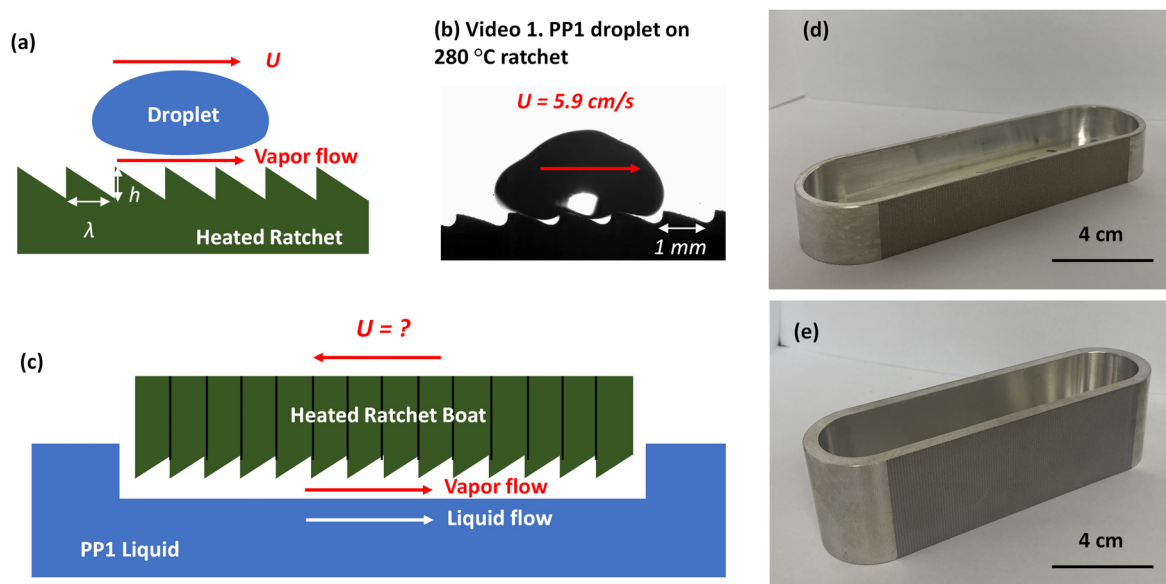 (a)
U
Droplet
Vapor flow
h
λ
Heated Ratchet
(b) Video 1. PP1 droplet on
280 °C ratchet
U = 5.9 cm/s
1 mm
(c)
U = ?
Heated Ratchet Boat
Vapor flow
Liquid flow
PP1 Liquid
(d)
4 cm
(e)
4 cm